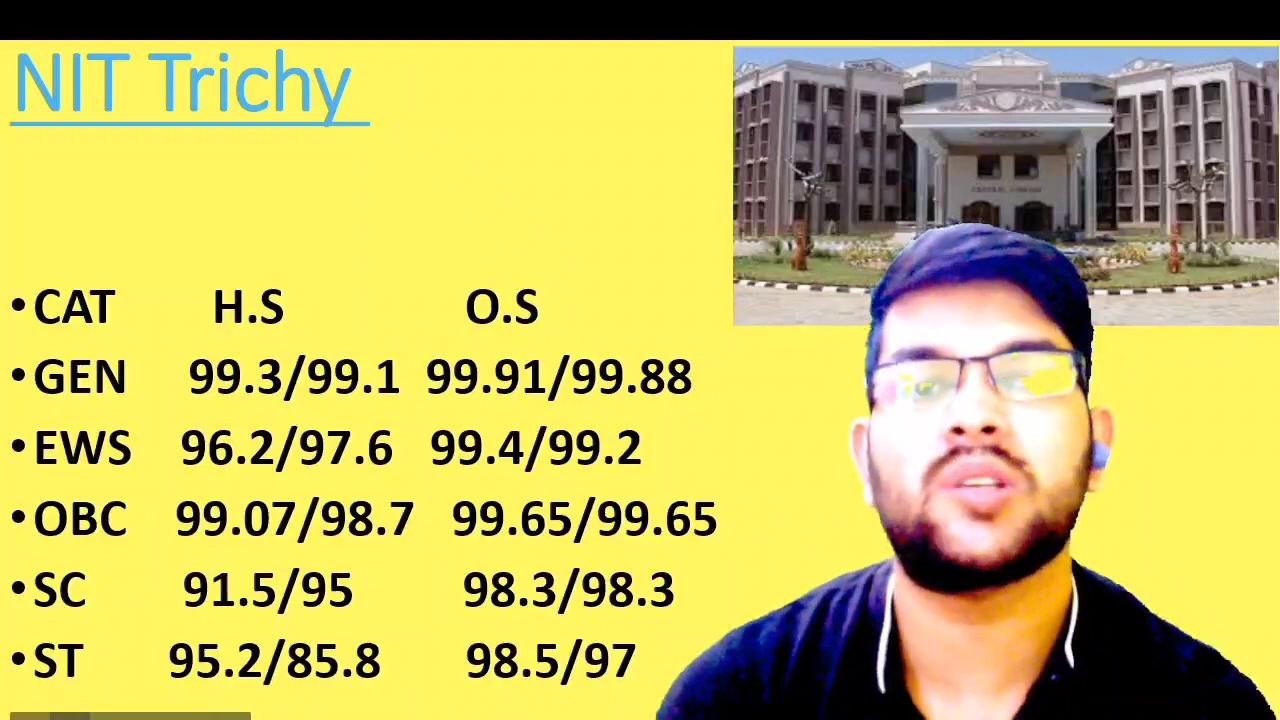 NIT Trichy
• CAT H.S O.S
• GEN 99.3/99.1 99.91/99.88
• EWS 96.2/97.6 99.4/99.2
• OBC 99.07/98.7 99.65/99.65
• SC 91.5/95 98.3/98.3
• ST 95.2/85.8 98.5/97